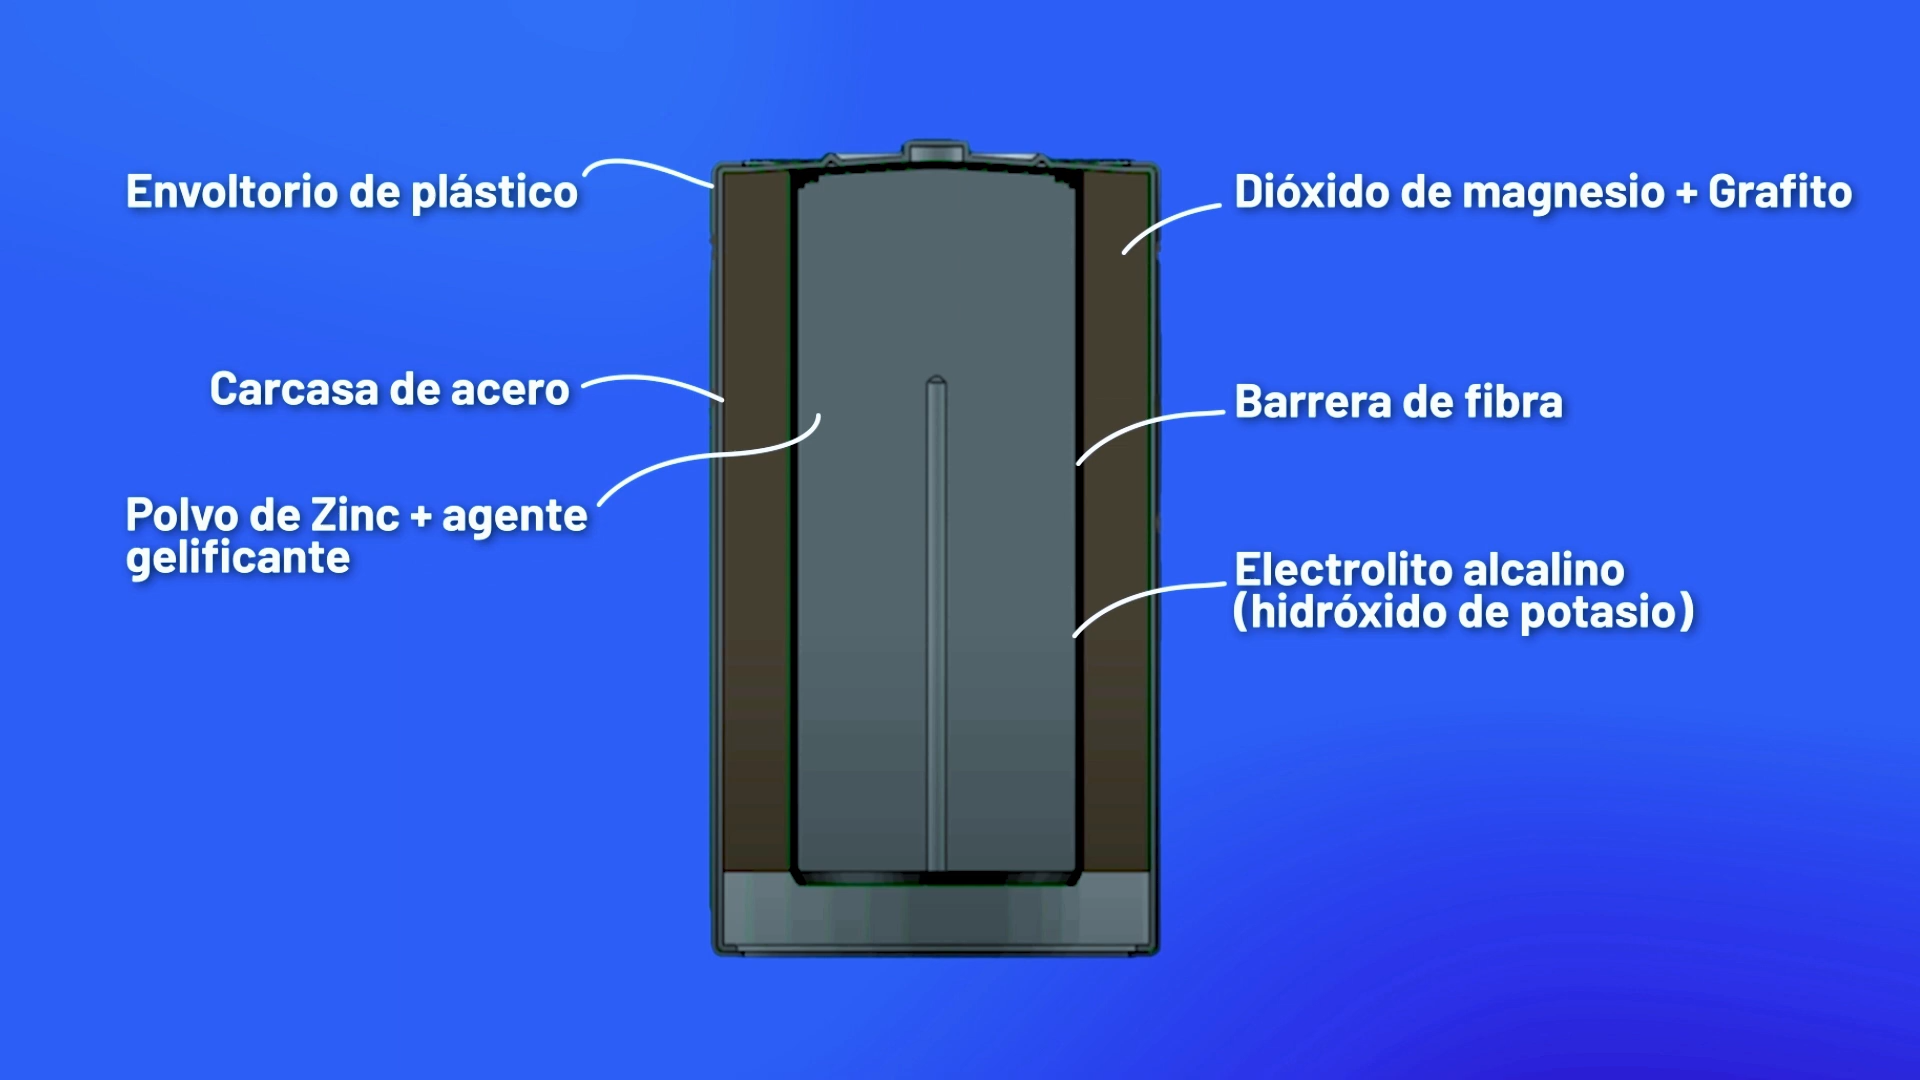 Envoltorio de plástico
Carcasa de acero
Polvo de Zinc + agente
gelificante
Dióxido de magnesio + Grafito
Barrera de fibra
Electrolito alcalino
(hidróxido de potasio)